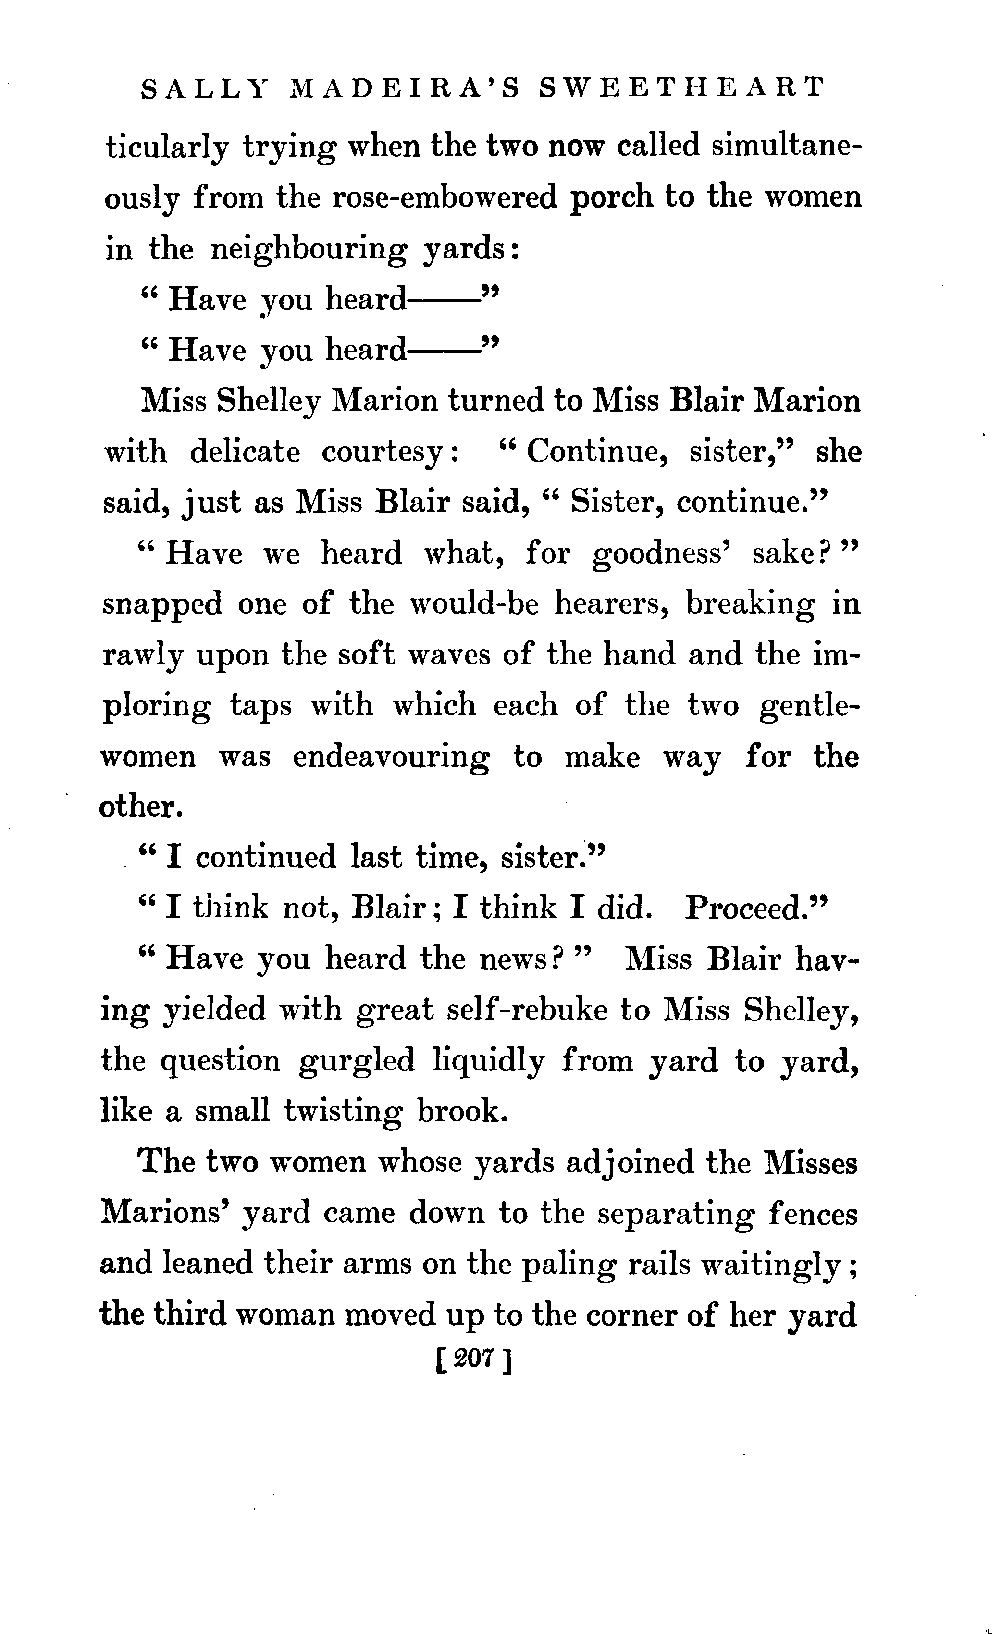 SALLY MADEIRA'S SWEETHEART
ticularly trying when the two now called simultane-
ously from the rose-embowered porch to the women
in the neighbouring yards:
“ Have you heard——”
“ Have you heard——”
Miss Shelley Marion turned to Miss Blair Marion
with delicate courtesy: “ Continue, sister,” she
said, just as Miss Blair said, “ Sister, continue.”
“ Have we heard what, for goodness’ sake? ”
snapped one of the would-be hearers, breaking in
rawly upon the soft waves of the hand and the im-
ploring taps with which each of the two gentle-
women was endeavouring to make way for the
other.
“ I continued last time, sister.”
“ I think not, Blair; I think I did. Proceed.”
“ Have you heard the news? ” Miss Blair hav-
ing yielded with great self-rebuke to Miss Shelley,
the question gurgled liquidly from yard to yard,
like a small twisting brook.
The two women whose yards adjoined the Misses
Marions’ yard came down to the separating fences
and leaned their arms on the paling rails waitingly;
the third woman moved up to the corner of her yard
[ 207 ]